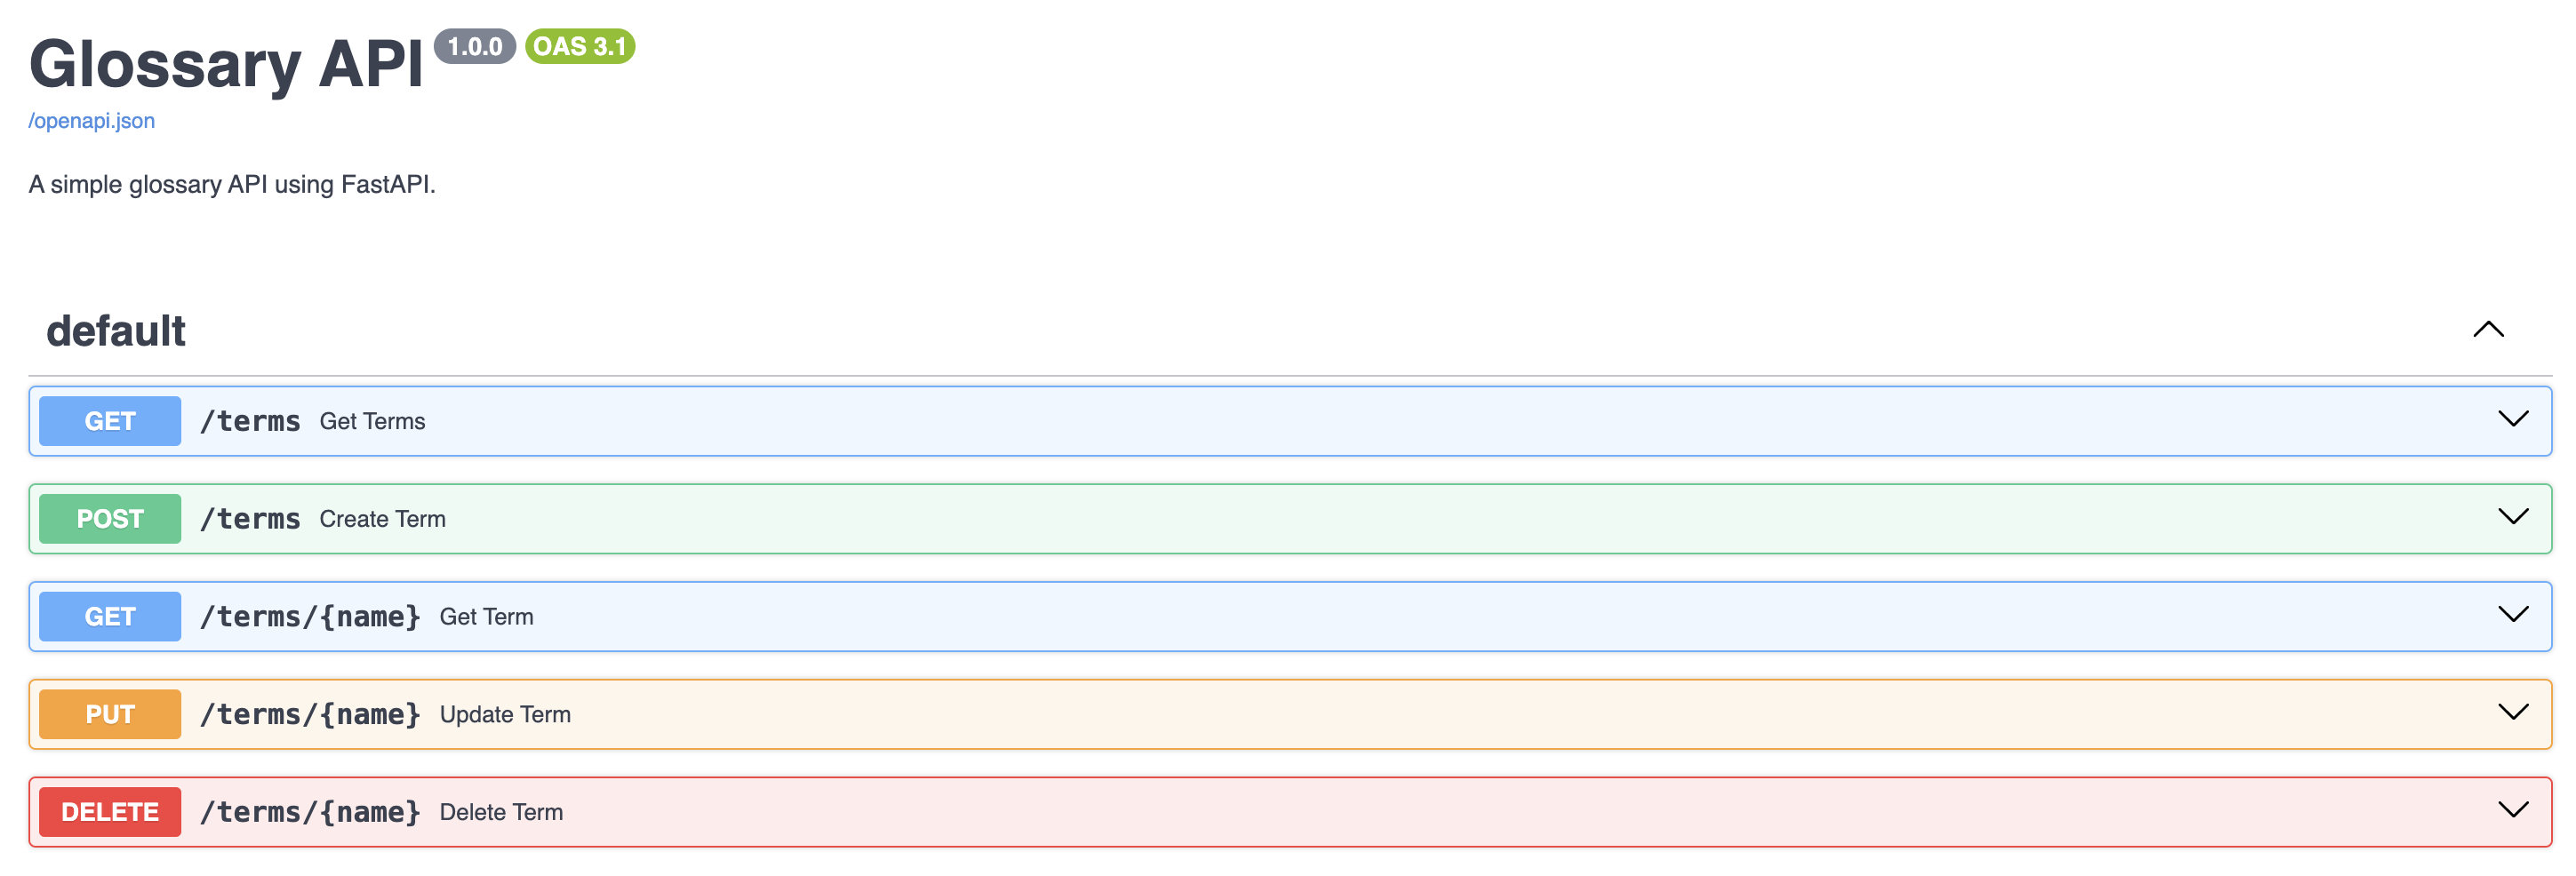 Glossary API 1.0.0 OAS 3.1
/openapi.json
A simple glossary API using FastAPI.
default
GET /terms Get Terms
POST /terms Create Term
GET /terms/{name} Get Term
PUT /terms/{name} Update Term
DELETE /terms/{name} Delete Term